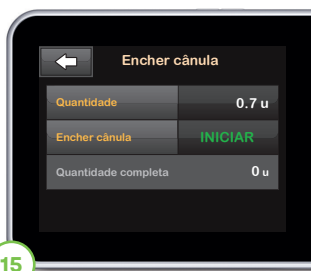 Encher cânula
Quantidade 0.7 u
Encher cânula INICIAR
Quantidade completa 0 u
15